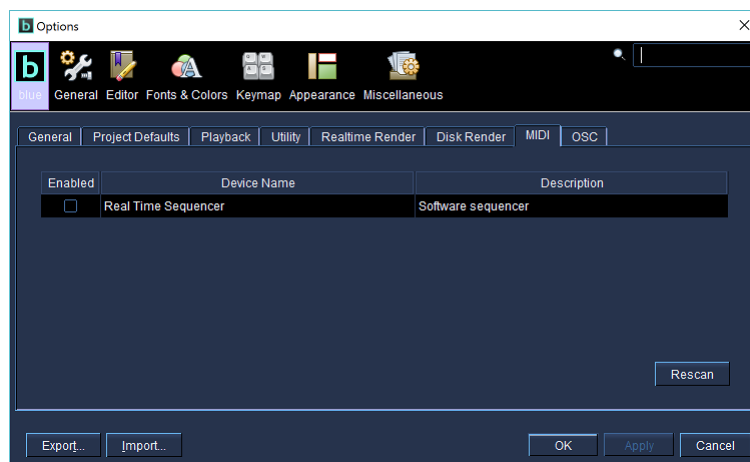 b Options
b
blue General Editor Fonts & Colors Keymap Appearance Miscellaneous
General Project Defaults Playback Utility Realtime Render Disk Render MIDI OSC
Enabled Device Name Description
Real Time Sequencer Software sequencer
Rescan
Export... Import... OK Apply Cancel